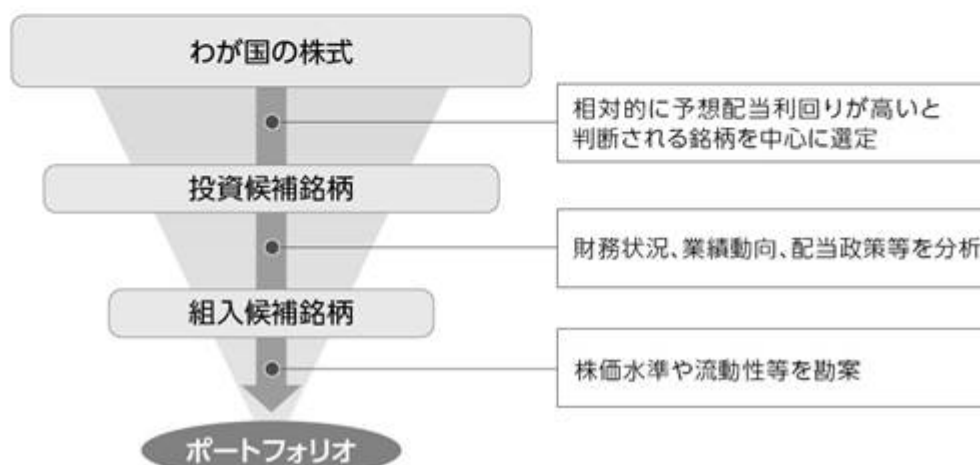 わが国の株式
相対的に予想配当利回りが高いと
判断される銘柄を中心に選定
投資候補銘柄
財務状況、業績動向、配当政策等を分析
組入候補銘柄
株価水準や流動性等を勘案
ポートフォリオ